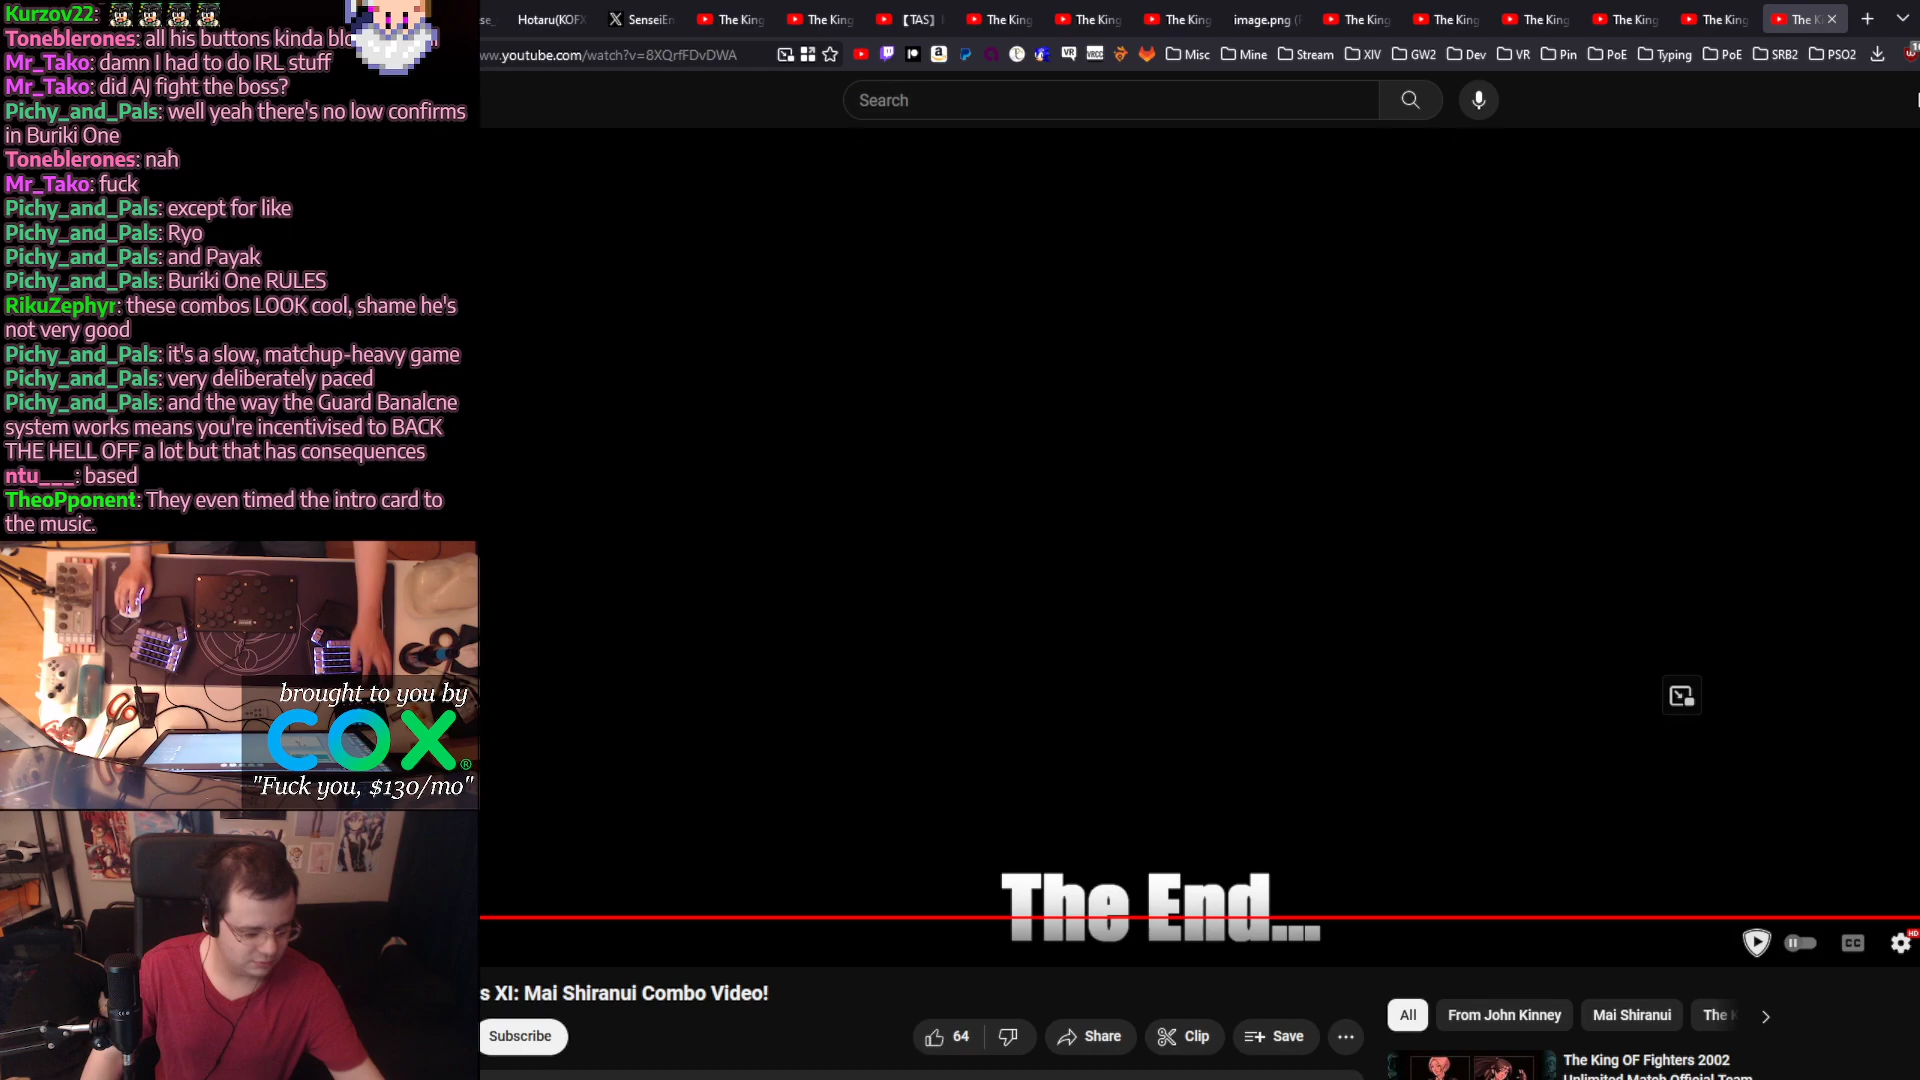 Kurzov22:
Toneblerones: all his buttons kinda
Mr_Tako: damn I had to do IRL stuff
Mr_Tako: did AJ fight the boss?
Pichy_and_Pals: well yeah there's no low confirms
in Buriki One
Toneblerones: nah
Mr_Tako: fuck
Pichy_and_Pals: except for like
Pichy_and_Pals: Ryo
Pichy_and_Pals: and Payak
Pichy_and_Pals: Buriki One RULES
RikuZephyr: these combos LOOK cool, shame he's
not very good
Pichy_and_Pals: it's a slow, matchup-heavy game
Pichy_and_Pals: very deliberately paced
Pichy_and_Pals: and the way the Guard Banalcne
system works means you're incentivised to BACK
THE HELL OFF a lot but that has consequences
ntu___: based
TheoPponent: They even timed the intro card to
the music.
brought to you by
COX®
"Fuck you, $130/mo"
Hotaru(KOFX SenseiEn The King The King 【TAS】 The King The King The King image.png The King The King The King The King The King The K
ww.youtube.com/watch?v=8XQrfFDvDWA
Misc Mine Stream XIV GW2 Dev VR Pin PoE Typing PoE SRB2 PSO2
Search
The End...
CC HD
s XI: Mai Shiranui Combo Video!
Subscribe 64 Share Clip Save
All From John Kinney Mai Shiranui The K
The King OF Fighters 2002
Unlimited Match Official Team